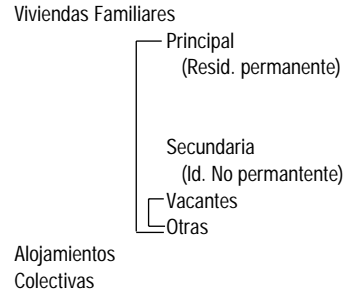 Viviendas Familiares
Principal
(Resid. permanente)
Secundaria
(Id. No permantente)
Vacantes
Otras
Alojamientos
Colectivas